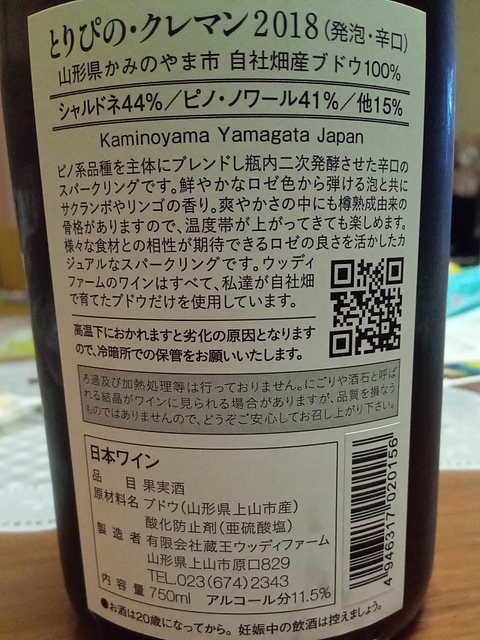 とりぴの・クレマン2018(発泡・辛口)
山形県かみのやま市 自社畑産ブドウ100%
シャルドネ44%／ピノ・ノワール41%／他15%
Kaminoyama Yamagata Japan
ピノ系品種を主体にブレンドし瓶内二次発酵させた辛口の
スパークリングです。鮮やかなロゼ色から弾ける泡と共に
サクランボやリンゴの香り。爽やかさの中にも樽熟成由来の
骨格がありますので、温度帯が上がってきても楽しめます。
様々な食材との相性が期待できるロゼの良さを活かしたカ
ジュアルなスパークリングです。ウッディ
ファームのワインはすべて、私達が自社畑
で育てたブドウだけを使用しています。
高温下におかれますと劣化の原因となります
ので、冷暗所での保管をお願いいたします。
ろ過及び加熱処理等は行っておりません。にごりや酒石と呼ば
れる結晶がワインに見られる場合がありますが、品質を損なう
ものではありませんので、どうぞご安心してお召し上がり下さい。
日本ワイン
品目 果実酒
原材料名 ブドウ(山形県上山市産)
酸化防止剤(亜硫酸塩)
製造者 有限会社蔵王ウッディファーム
山形県上山市原口829
TEL.023(674)2343
内容量 750ml アルコール分11.5%
4 946317 020156
●お酒は20歳になってから。妊娠中の飲酒は控えましょう。